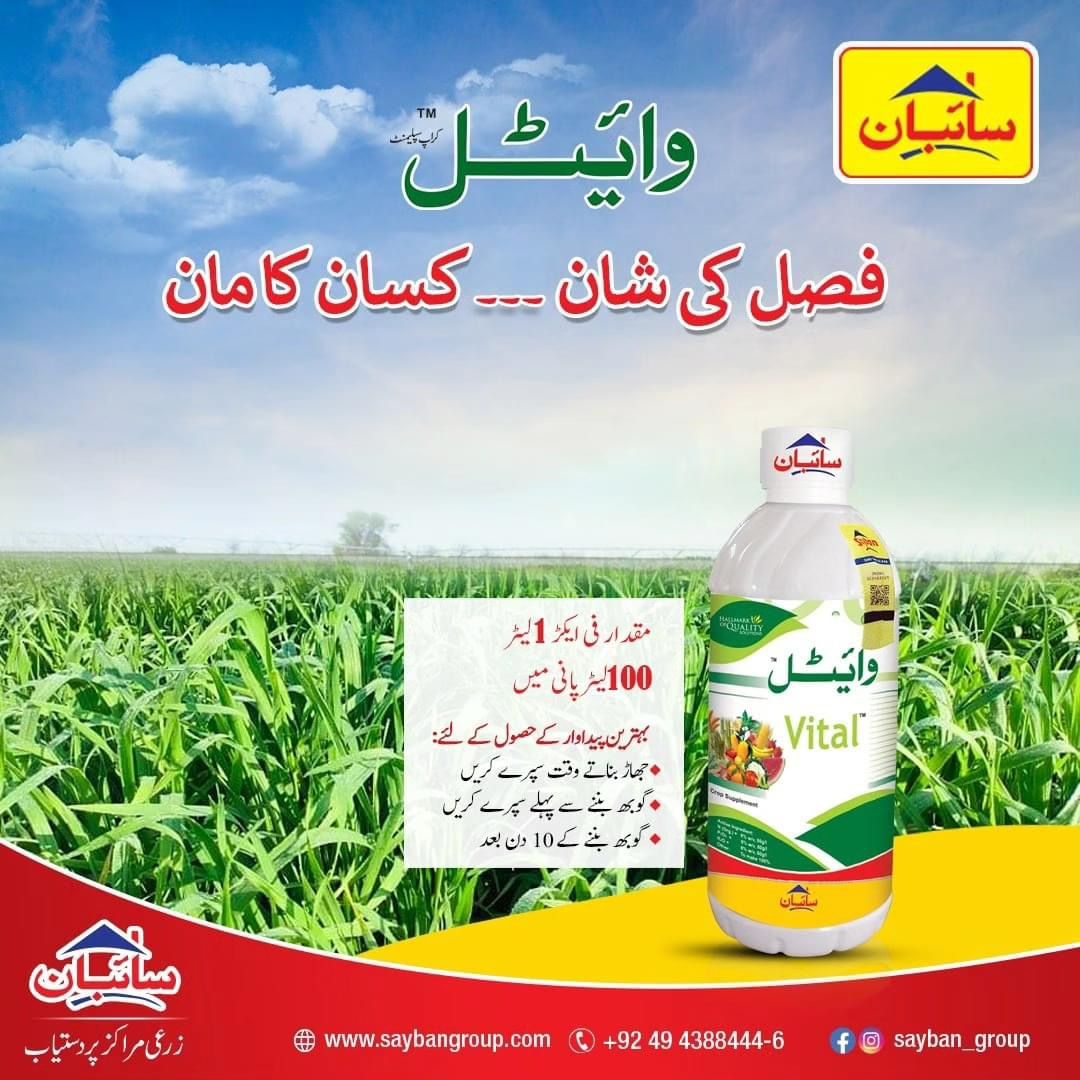 وائیٹل™
کراپ سپلیمنٹ
سائبان
فصل کی شان --- کسان کا مان
مقدار فی ایکڑ 1 لیٹر
100 لیٹر پانی میں
بہترین پیداوار کے حصول کے لئے:
♦جھاڑ بناتے وقت سپرے کریں
♦گوبھ بننے سے پہلے سپرے کریں
♦گوبھ بننے کے 10 دن بعد
سائبان
Sayban
HALLMARK
OF QUALITY
SOLUTIONS
وائیٹل™
Vital™
Crop Supplement
سائبان
سائبان
زرعی مراکز پر دستیاب
www.saybangroup.com
+92 49 4388444-6
sayban_group